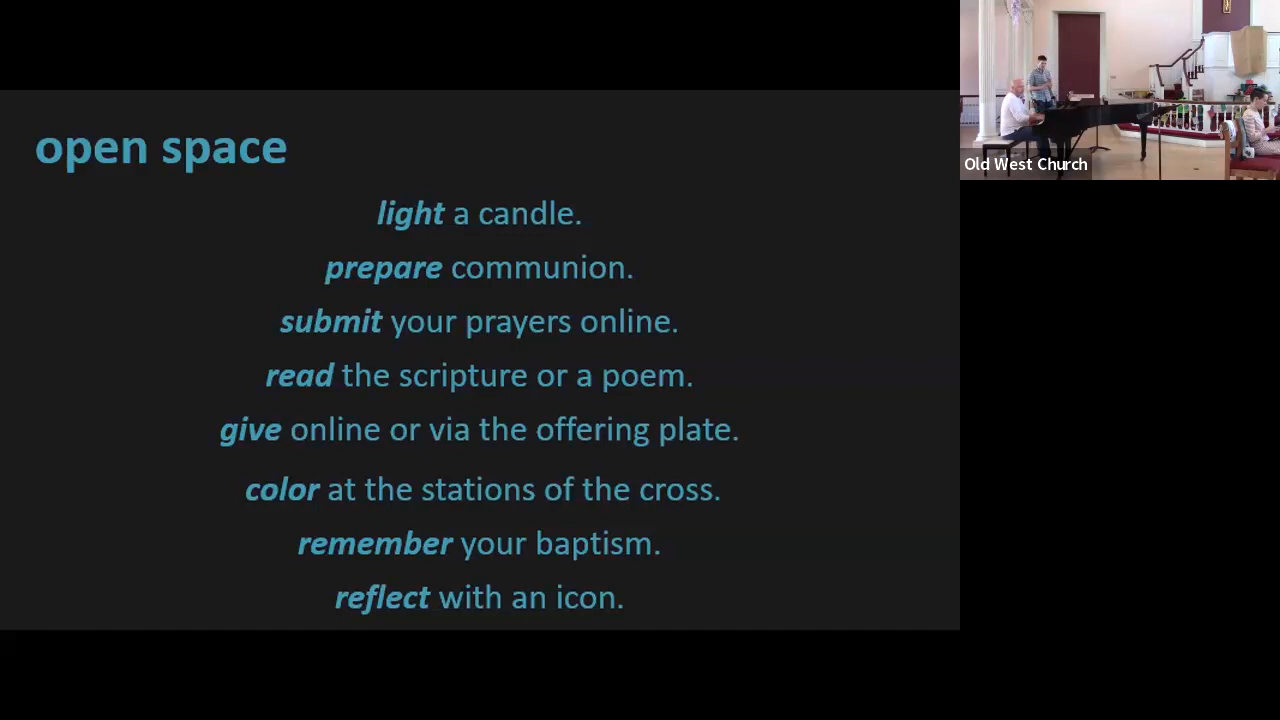 open space
light a candle.
prepare communion.
submit your prayers online.
read the scripture or a poem.
give online or via the offering plate.
color at the stations of the cross.
remember your baptism.
reflect with an icon.
Old West Church